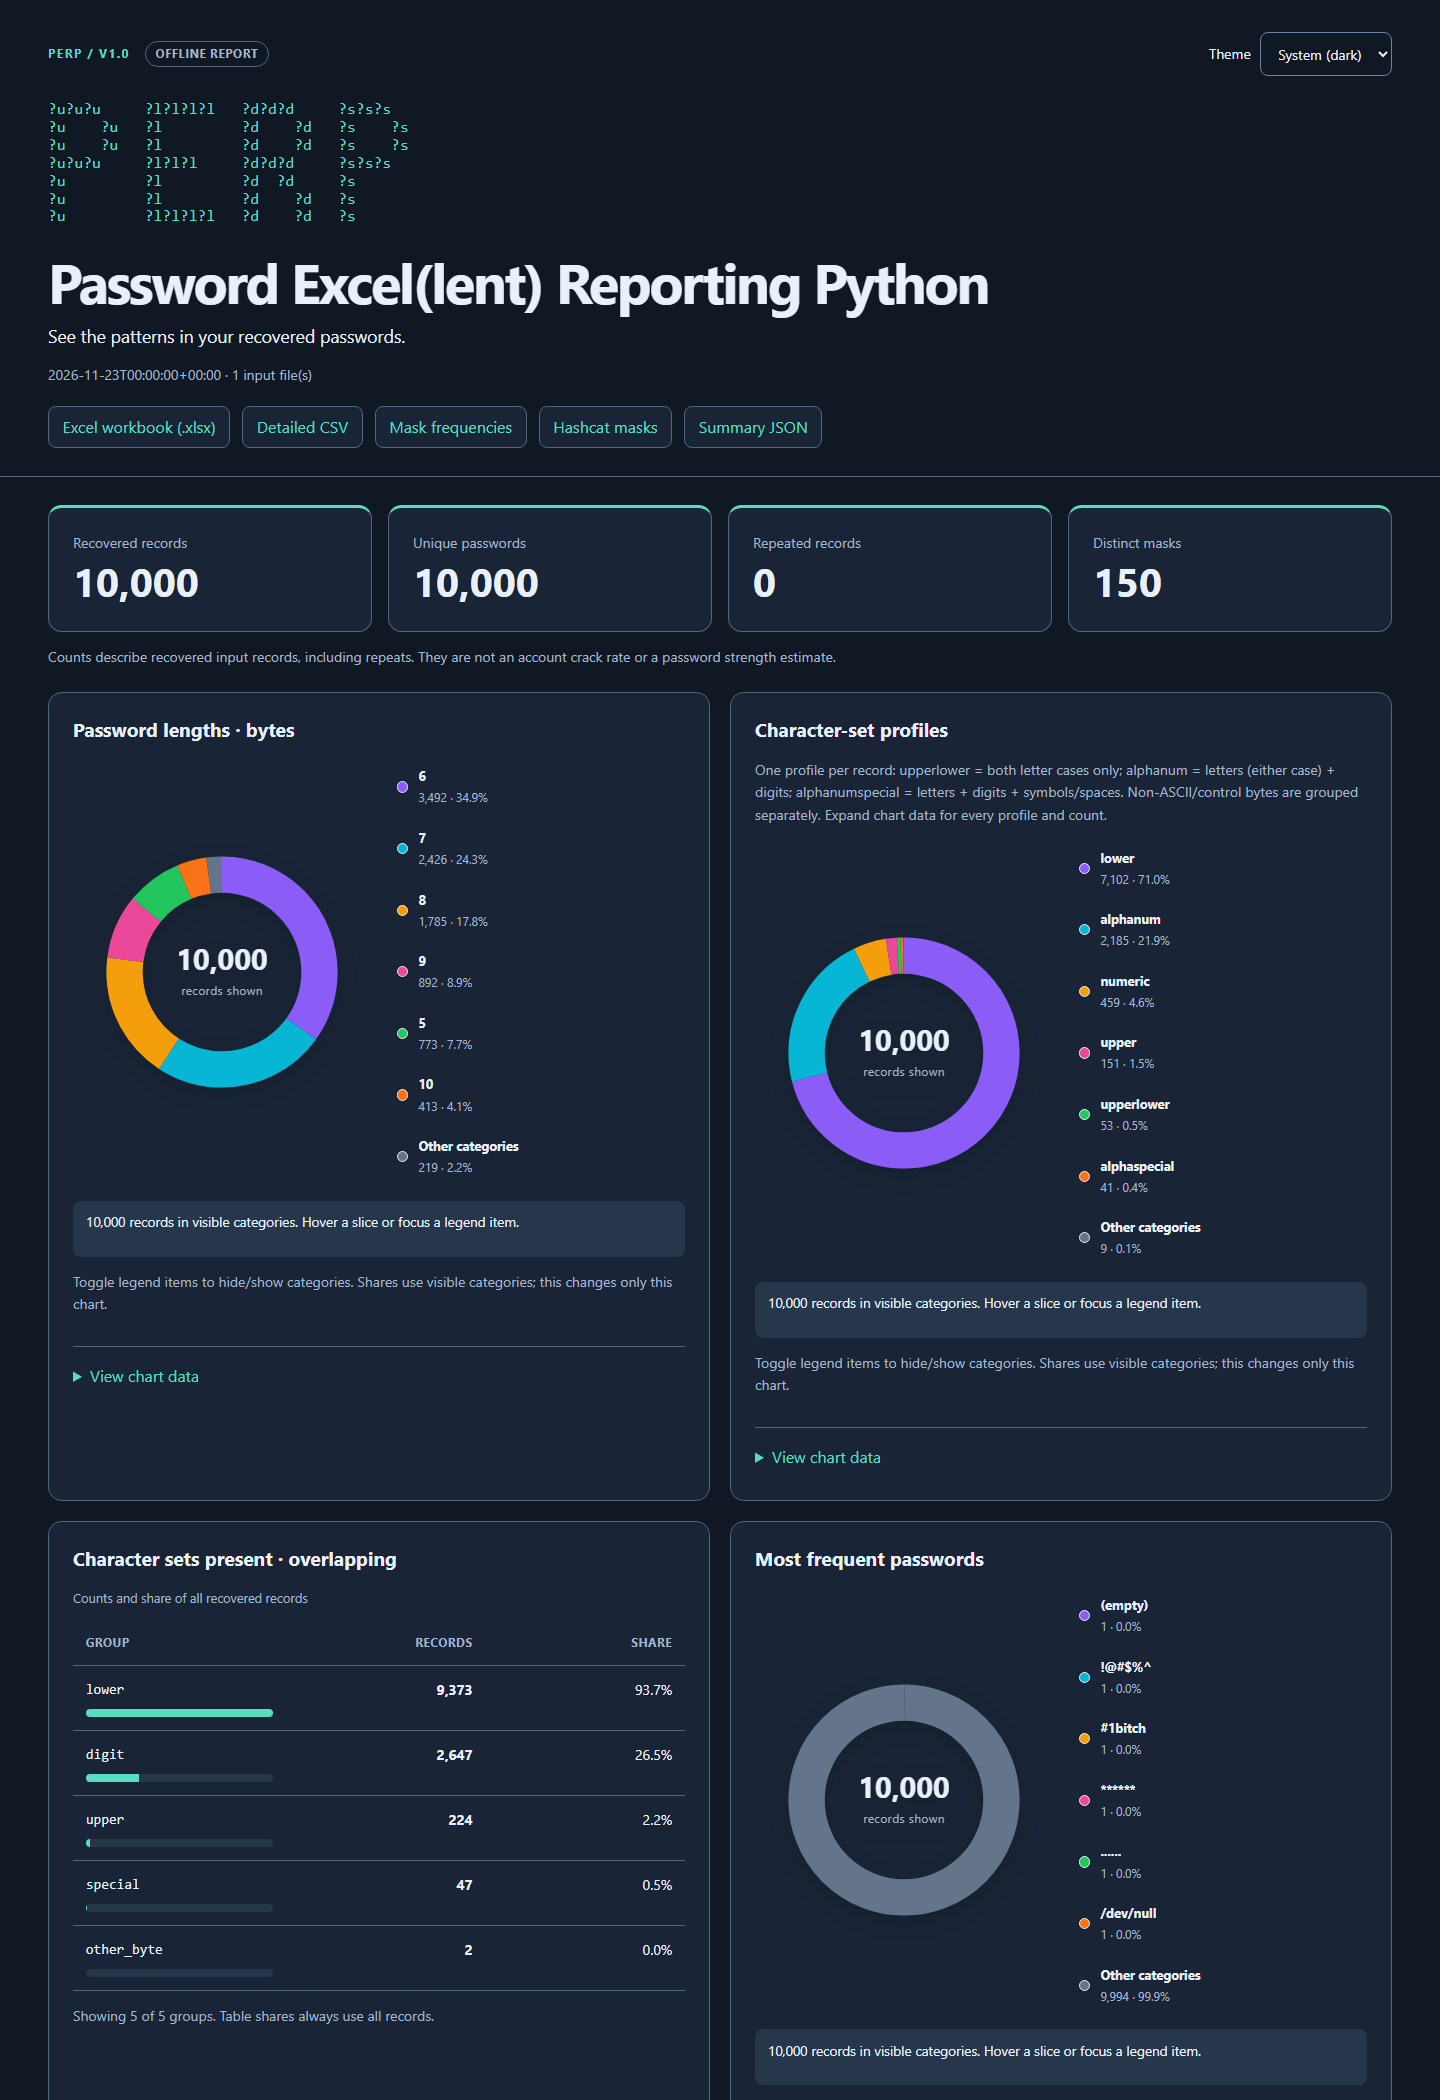 PERP / V1.0
OFFLINE REPORT
Theme
System (dark)
?u?u?u     ?l?l?l?l   ?d?d?d     ?s?s?s
?u    ?u   ?l         ?d    ?d   ?s    ?s
?u    ?u   ?l         ?d    ?d   ?s    ?s
?u?u?u     ?l?l?l     ?d?d?d     ?s?s?s
?u         ?l         ?d  ?d     ?s
?u         ?l         ?d    ?d   ?s
?u         ?l?l?l?l   ?d    ?d   ?s
Password Excel(lent) Reporting Python
See the patterns in your recovered passwords.
2026-11-23T00:00:00+00:00 · 1 input file(s)
Excel workbook (.xlsx)
Detailed CSV
Mask frequencies
Hashcat masks
Summary JSON
Recovered records
10,000
Unique passwords
10,000
Repeated records
0
Distinct masks
150
Counts describe recovered input records, including repeats. They are not an account crack rate or a password strength estimate.
Password lengths · bytes
10,000
records shown
6
3,492 · 34.9%
7
2,426 · 24.3%
8
1,785 · 17.8%
9
892 · 8.9%
5
773 · 7.7%
10
413 · 4.1%
Other categories
219 · 2.2%
10,000 records in visible categories. Hover a slice or focus a legend item.
Toggle legend items to hide/show categories. Shares use visible categories; this changes only this
chart.
View chart data
Character-set profiles
One profile per record: upperlower = both letter cases only; alphanum = letters (either case) +
digits; alphanumspecial = letters + digits + symbols/spaces. Non-ASCII/control bytes are grouped
separately. Expand chart data for every profile and count.
10,000
records shown
lower
7,102 · 71.0%
alphanum
2,185 · 21.9%
numeric
459 · 4.6%
upper
151 · 1.5%
upperlower
53 · 0.5%
alphaspecial
41 · 0.4%
Other categories
9 · 0.1%
10,000 records in visible categories. Hover a slice or focus a legend item.
Toggle legend items to hide/show categories. Shares use visible categories; this changes only this
chart.
View chart data
Character sets present · overlapping
Counts and share of all recovered records
GROUP RECORDS SHARE
lower 9,373 93.7%
digit 2,647 26.5%
upper 224 2.2%
special 47 0.5%
other_byte 2 0.0%
Showing 5 of 5 groups. Table shares always use all records.
Most frequent passwords
10,000
records shown
(empty)
1 · 0.0%
!@#$%^
1 · 0.0%
#1bitch
1 · 0.0%
******
1 · 0.0%
......
1 · 0.0%
/dev/null
1 · 0.0%
Other categories
9,994 · 99.9%
10,000 records in visible categories. Hover a slice or focus a legend item.